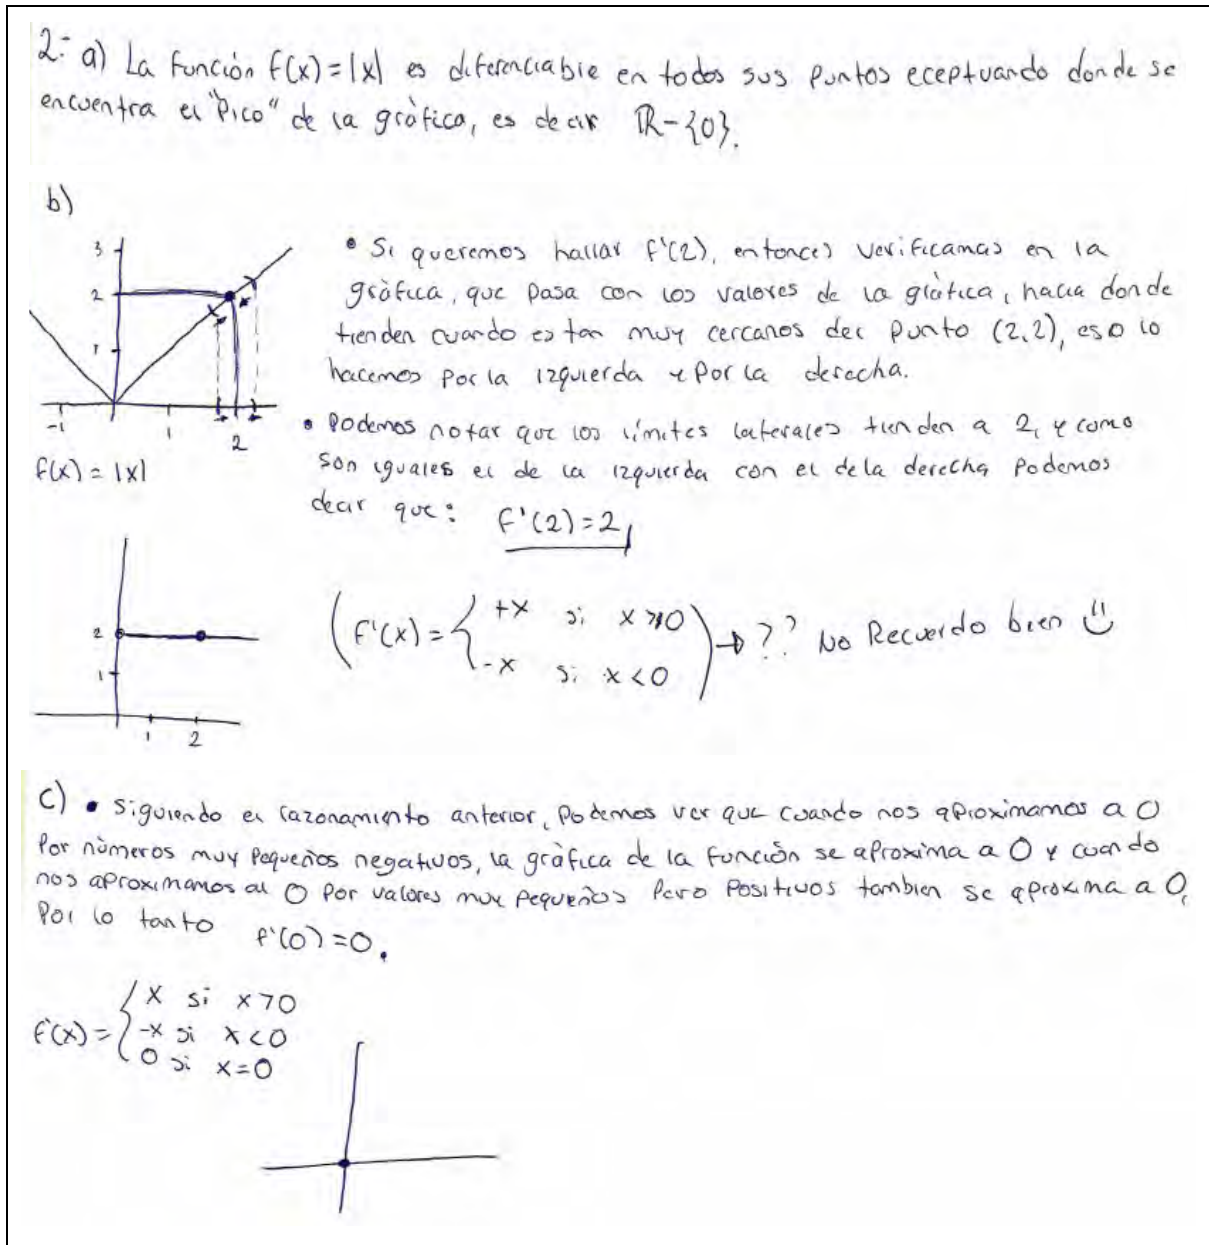 2.- a) La función f(x)=|x| es diferenciable en todos sus puntos eceptuando donde se
encuentra el "Pico" de la gráfica, es decir ℝ-{0}.
b)
3
2
1
-1
1
2
f(x) = |x|
• Si queremos hallar f'(2), entonces verificamos en la
gráfica, que pasa con los valores de la gráfica, hacia donde
tienden cuando estan muy cercanos del punto (2,2), eso lo
hacemos por la izquierda y por la derecha.
• Podemos notar que los límites laterales tienden a 2, y como
son iguales el de la izquierda con el dela derecha podemos
decir que: f'(2)=2
2
1
1
2
(f'(x) = { +x si x≥0
-x si x<0 ) → ?? No Recuerdo bien
c) • Siguiendo el razonamiento anterior, podemos ver que cuando nos aproximamos a 0
por números muy pequeños negativos, la gráfica de la función se aproxima a 0 y cuando
nos aproximamos al 0 por valores muy pequeños pero positivos tambien se aproxima a 0,
Por lo tanto f'(0)=0.
f'(x) = { x si x>0
-x si x<0
0 si x=0